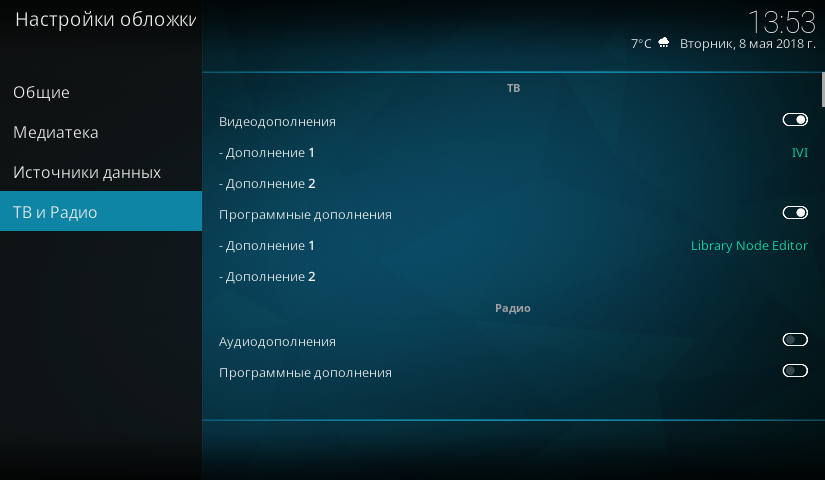 Настройки обложки
13:53
7°C Вторник, 8 мая 2018 г.
Общие
Медиатека
Источники данных
ТВ и Радио
ТВ
Видеодополнения
- Дополнение 1 IVI
- Дополнение 2
Программные дополнения
- Дополнение 1 Library Node Editor
- Дополнение 2
Радио
Аудиодополнения
Программные дополнения